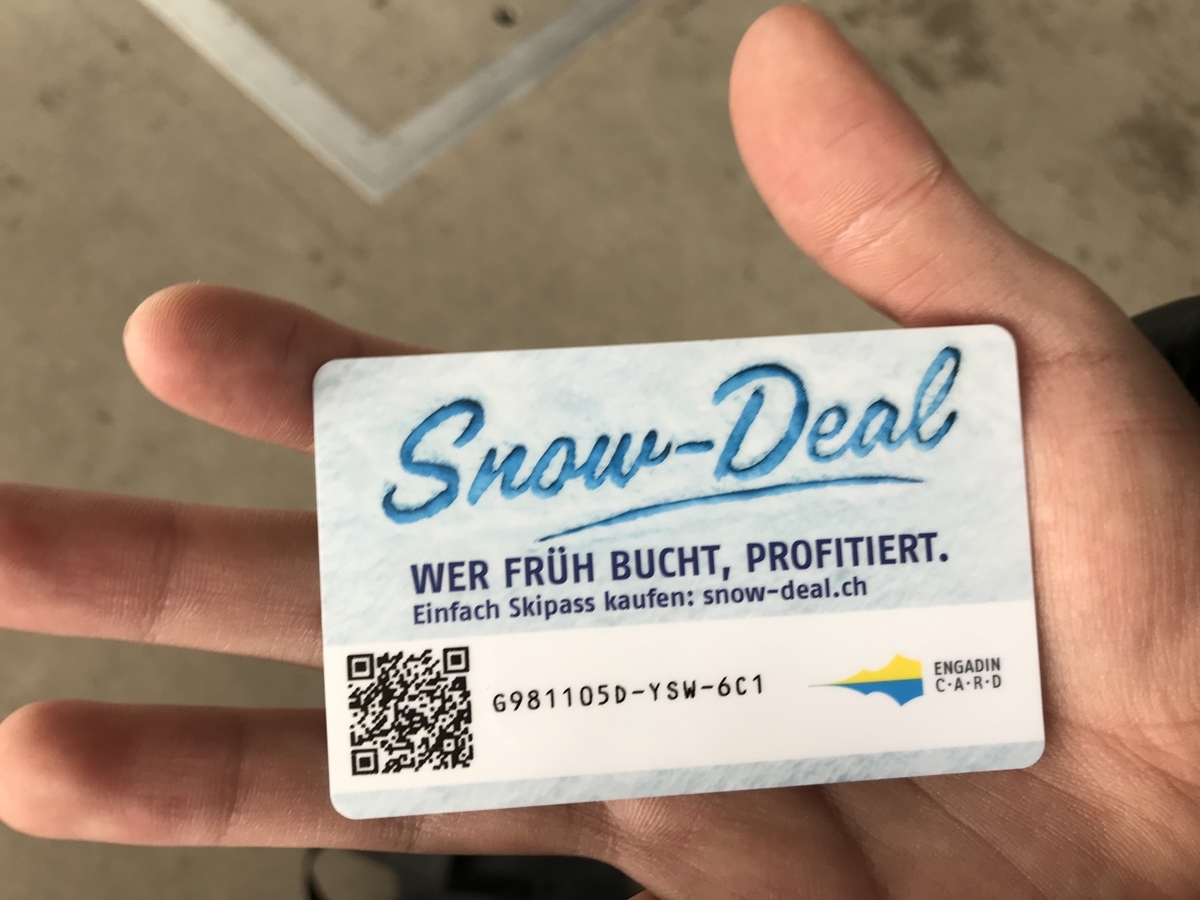 Snow-Deal
WER FRÜH BUCHT, PROFITIERT.
Einfach Skipass kaufen: snow-deal.ch
G981105D-YSW-6C1
ENGADIN
C·A·R·D